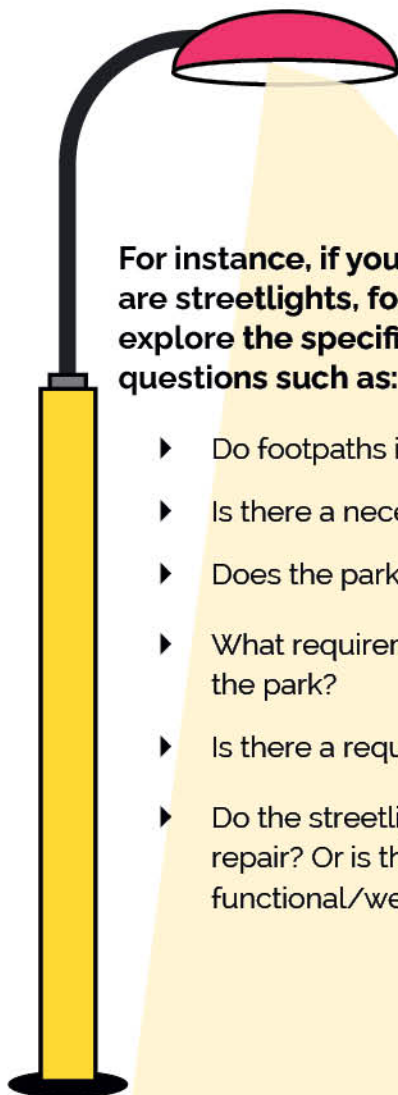 For instance, if you
are streetlights, fo
explore the specifi
questions such as:
Do footpaths i
Is there a nece
Does the park
What requirer
the park?
Is there a requ
Do the streetli
repair? Or is th
functional/we